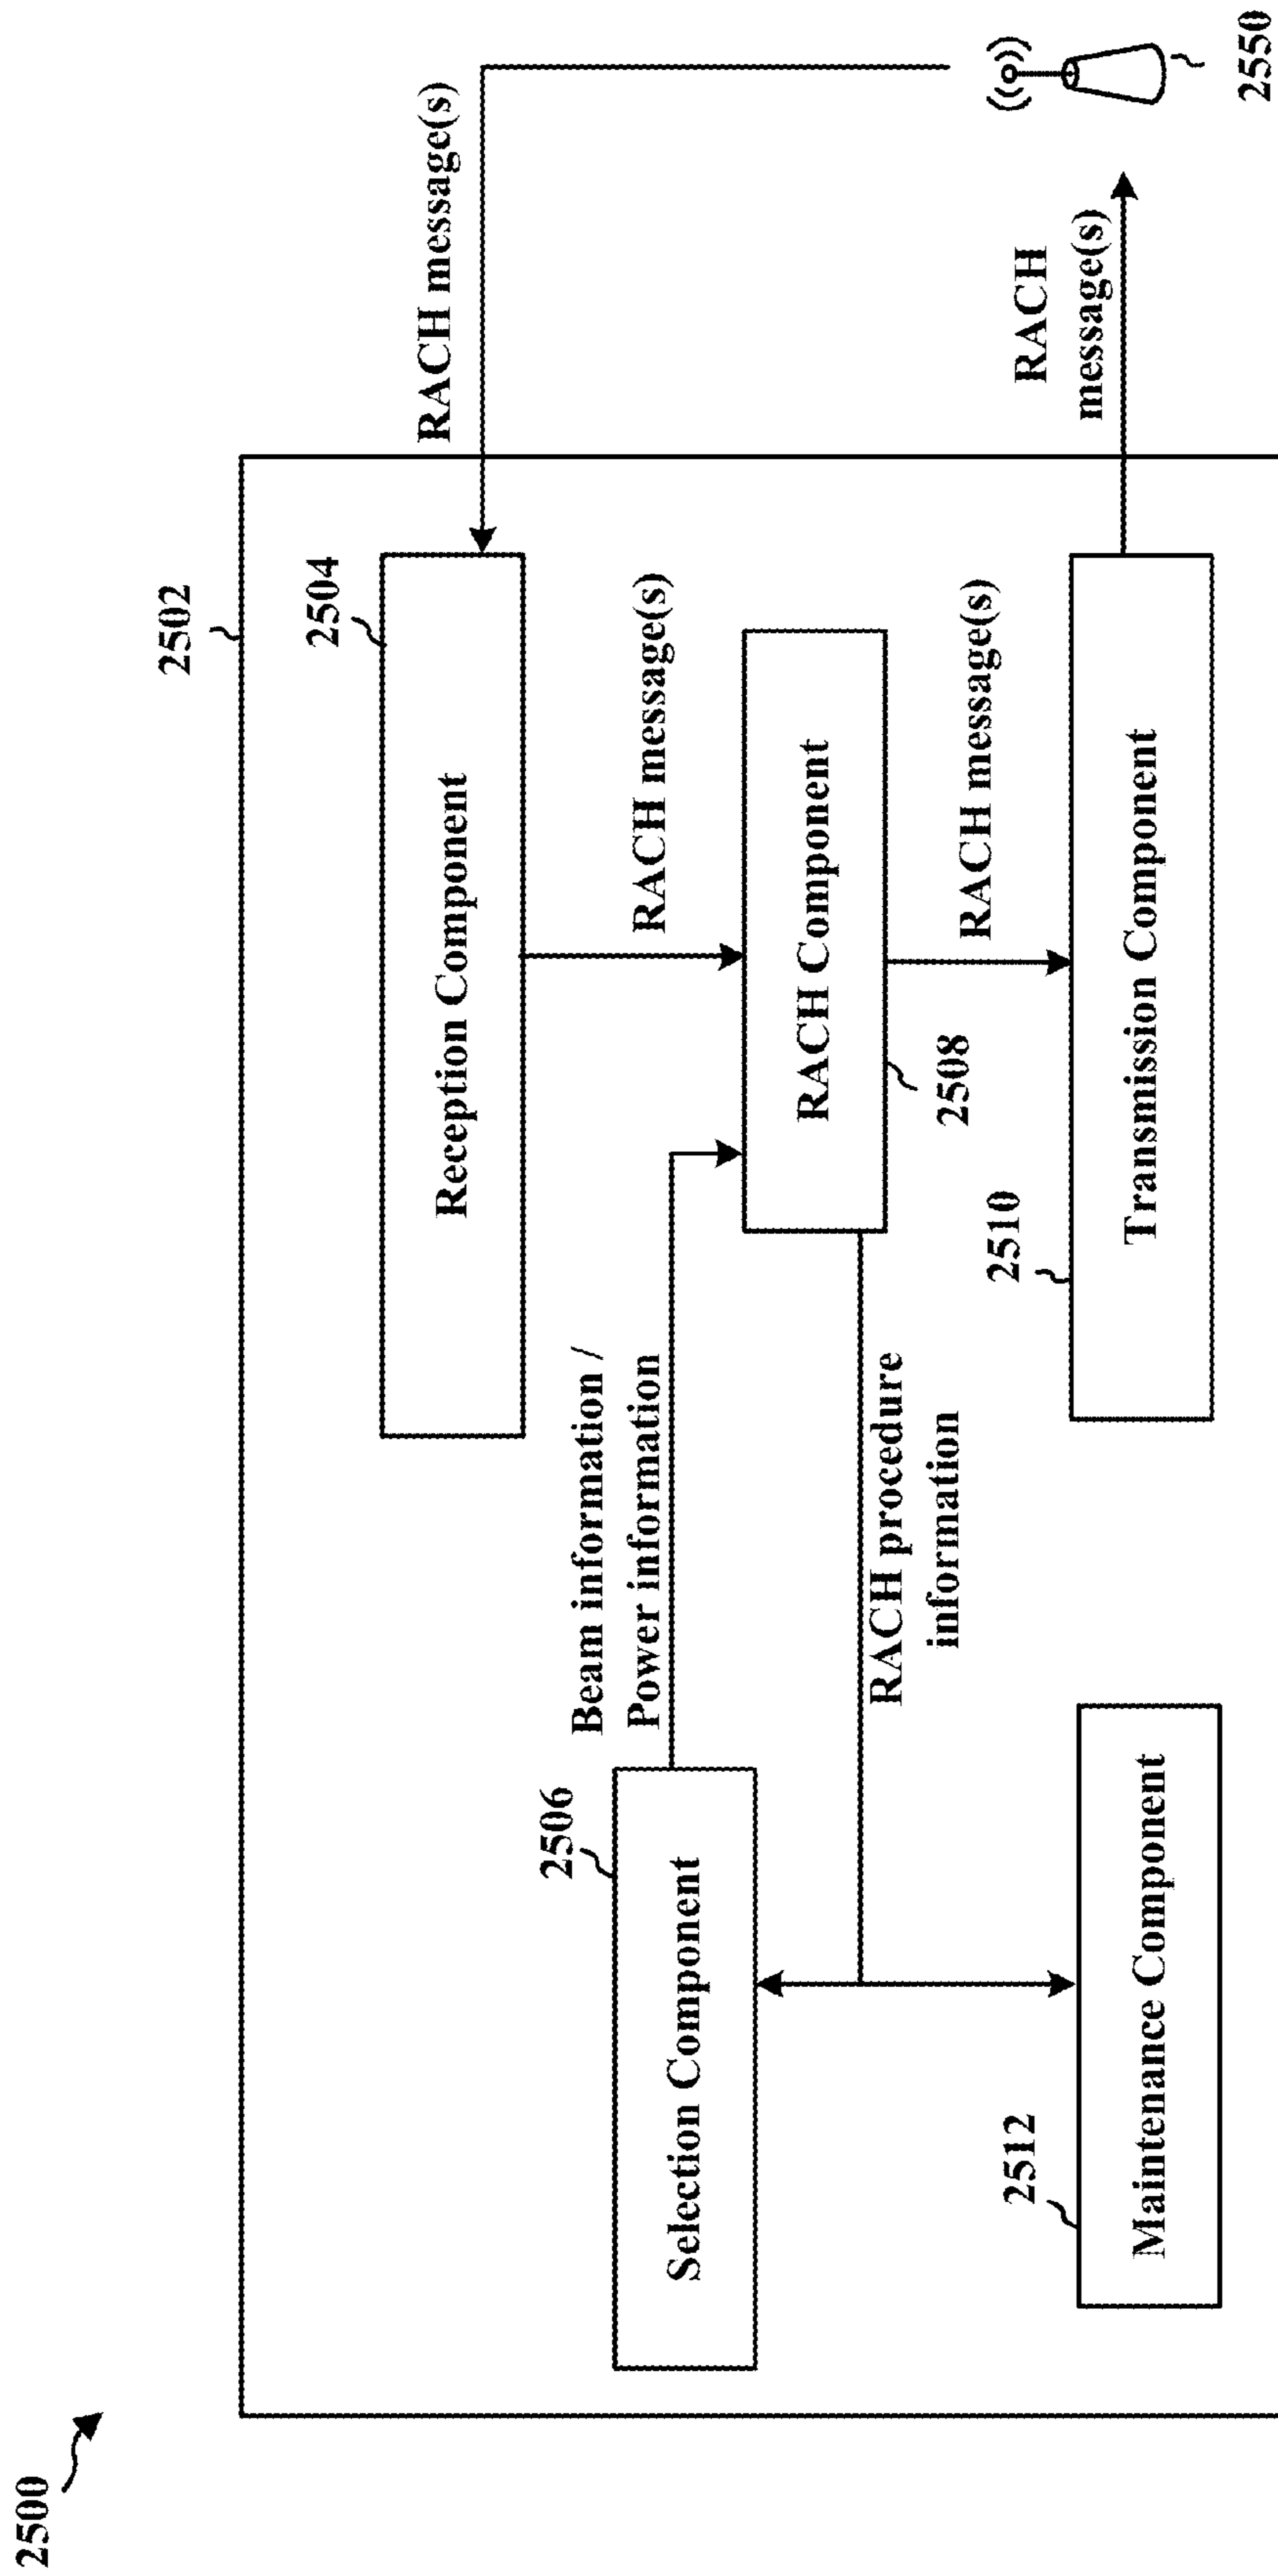 2500
2502
2504
Reception Component
RACH message(s)
RACH message(s)
2506
Selection Component
Beam information /
Power information
RACH Component
2508
RACH procedure
information
RACH message(s)
RACH
message(s)
2550
2512
Maintenance Component
2510
Transmission Component